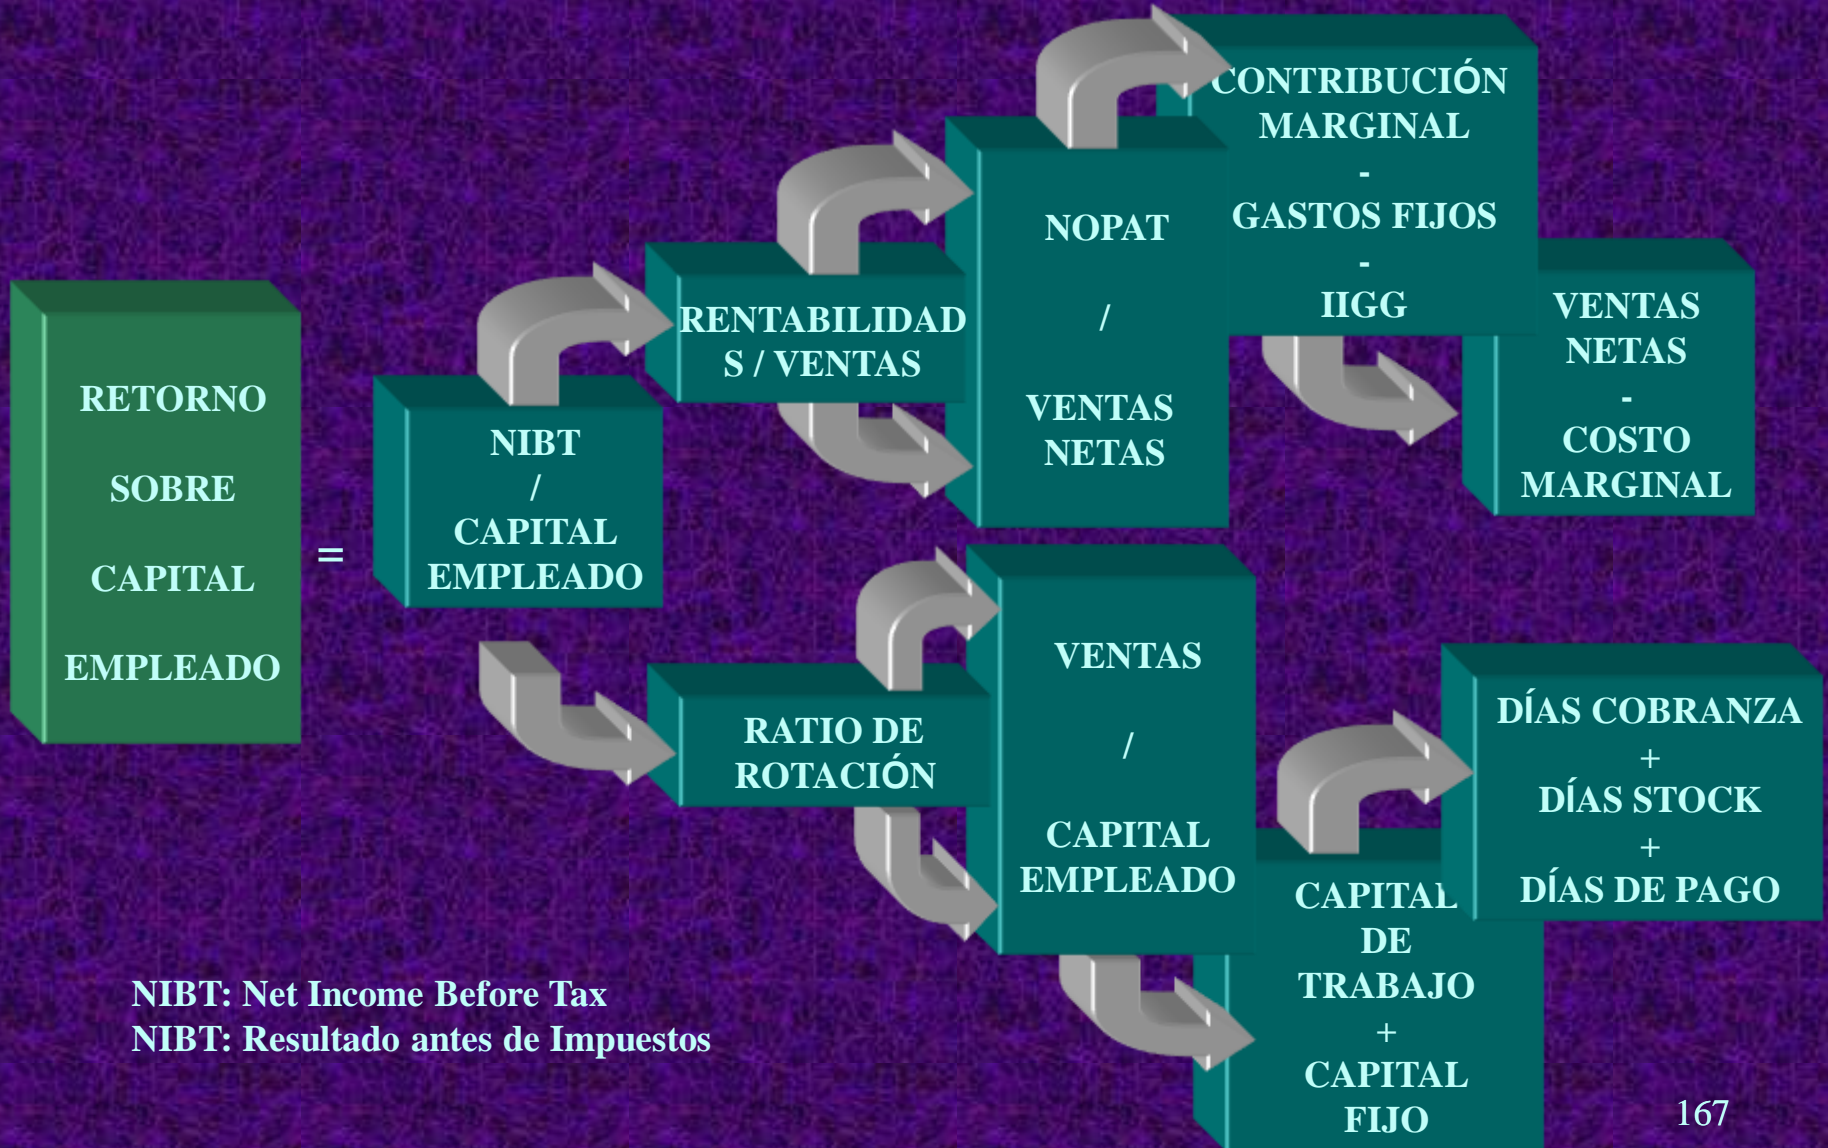 RETORNO
SOBRE
CAPITAL
EMPLEADO
=
NIBT
/
CAPITAL
EMPLEADO
RENTABILIDAD
S / VENTAS
NOPAT
/
VENTAS
NETAS
CONTRIBUCIÓN
MARGINAL
-
GASTOS FIJOS
-
IIGG
VENTAS
NETAS
-
COSTO
MARGINAL
RATIO DE
ROTACIÓN
VENTAS
/
CAPITAL
EMPLEADO
CAPITAL
DE
TRABAJO
+
CAPITAL
FIJO
DÍAS COBRANZA
+
DÍAS STOCK
+
DÍAS DE PAGO
NIBT: Net Income Before Tax
NIBT: Resultado antes de Impuestos
167